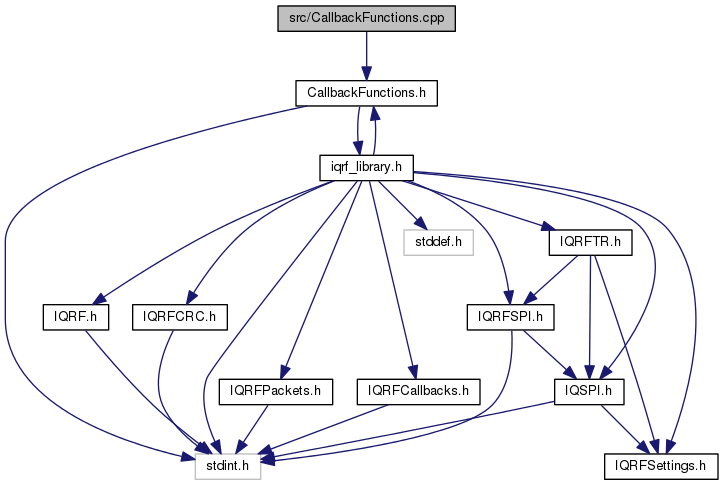 src/CallbackFunctions.cpp
CallbackFunctions.h
iqrf_library.h
stddef.h
IQRFTR.h
IQRF.h
IQRFCRC.h
IQRFSPI.h
IQRFPackets.h
IQRFCallbacks.h
IQSPI.h
stdint.h
IQRFSettings.h